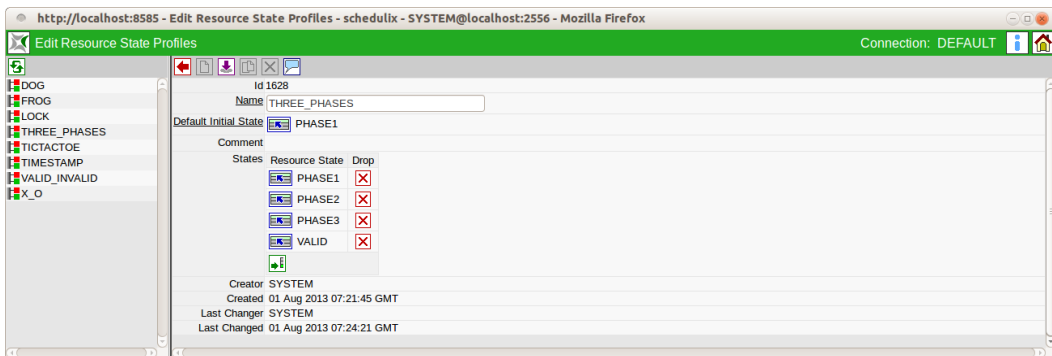 http://localhost:8585 - Edit Resource State Profiles - schedulix - SYSTEM@localhost:2556 - Mozilla Firefox
Edit Resource State Profiles Connection: DEFAULT
DOG
FROG
LOCK
THREE_PHASES
TICTACTOE
TIMESTAMP
VALID_INVALID
X_O
Id 1628
Name THREE_PHASES
Default Initial State PHASE1
Comment
States Resource State Drop
PHASE1
PHASE2
PHASE3
VALID
Creator SYSTEM
Created 01 Aug 2013 07:21:45 GMT
Last Changer SYSTEM
Last Changed 01 Aug 2013 07:24:21 GMT